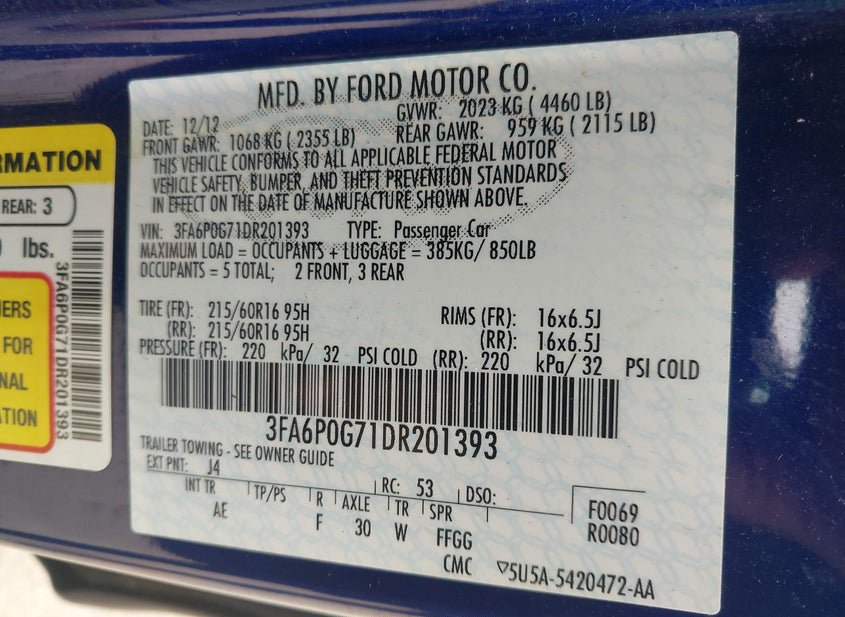 MFD. BY FORD MOTOR CO.
DATE: 12/12 GVWR: 2023 KG ( 4460 LB)
FRONT GAWR: 1068 KG ( 2355 LB) REAR GAWR: 959 KG ( 2115 LB)
THIS VEHICLE CONFORMS TO ALL APPLICABLE FEDERAL MOTOR
VEHICLE SAFETY, BUMPER, AND THEFT PREVENTION STANDARDS
IN EFFECT ON THE DATE OF MANUFACTURE SHOWN ABOVE.
VIN: 3FA6P0G71DR201393 TYPE: Passenger Car
MAXIMUM LOAD = OCCUPANTS + LUGGAGE = 385KG/ 850LB
OCCUPANTS = 5 TOTAL; 2 FRONT, 3 REAR
TIRE (FR): 215/60R16 95H RIMS (FR): 16x6.5J
(RR): 215/60R16 95H (RR): 16x6.5J
PRESSURE (FR): 220 kPa/ 32 PSI COLD (RR): 220 kPa/ 32 PSI COLD
3FA6P0G71DR201393
TRAILER TOWING - SEE OWNER GUIDE
EXT PNT: J4 RC: 53 DSO:
INT TR TP/PS R AXLE TR SPR
AE F 30 W FFGG
CMC
F0069
R0080
▽5U5A-5420472-AA
RMATION
REAR: 3
lbs.
3FA6P0G71DR201393
FOR
ATION